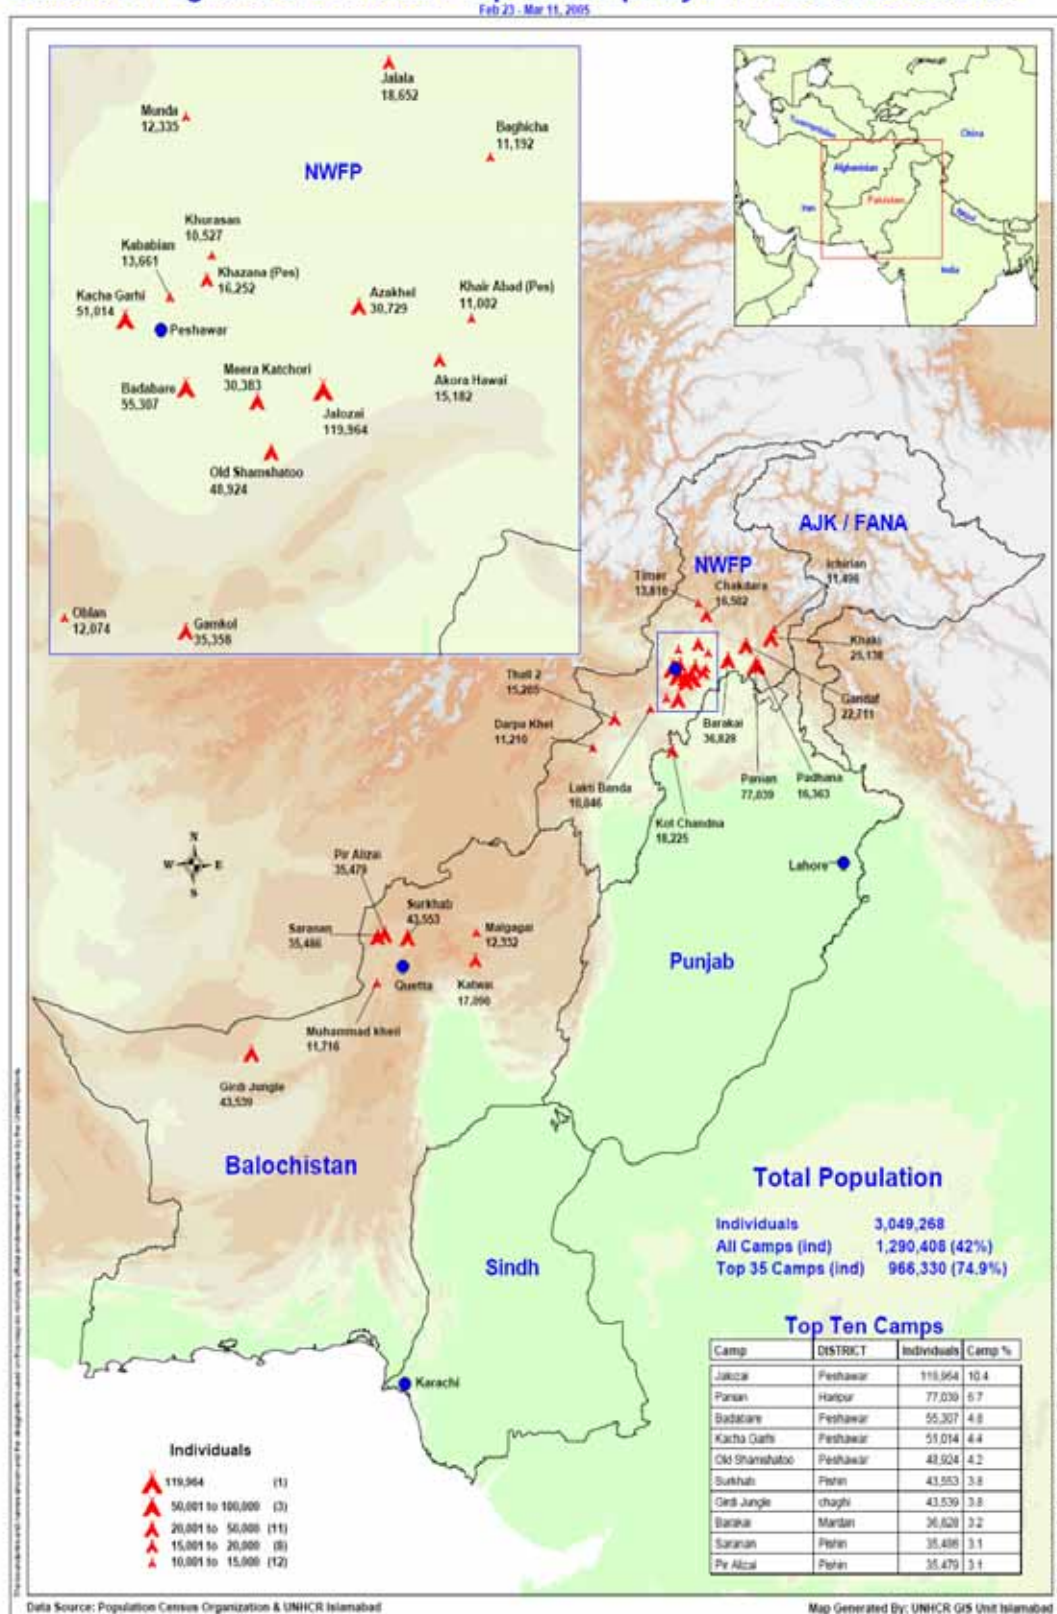 Feb 23 - Mar 11, 2005
Jalala
18,652
Munda
12,335
Baghicha
11,192
NWFP
Khurasan
10,527
Kababian
13,661
Khazana (Pes)
16,252
Kacha Garhi
51,014
Azakhel
30,729
Khair Abad (Pes)
11,002
Peshawar
Meera Katchori
30,383
Badabare
55,307
Akora Hawai
15,182
Jalozai
119,964
Old Shamshatoo
48,924
Oblan
12,074
Gamkol
35,358
China
Afghanistan
Pakistan
Iran
Nepal
India
AJK / FANA
NWFP
Ichirian
11,496
Timer
Chakdara
16,502
Khaki
Thall 2
Gandaf
22,711
Darpa Khel
11,210
Barakai
36,828
Lakti Banda
Panian
77,039
Padhana
16,363
Kot Chandna
18,225
N
W E
S
Lahore
Pir Alizai
35,479
Surkhab
43,553
Saranan
35,486
Malgagai
12,332
Quetta
Katwai
Muhammad kheil
11,716
Punjab
Girdi Jungle
43,539
Balochistan
Sindh
Karachi
Total Population
Individuals 3,049,268
All Camps (ind) 1,290,408 (42%)
Top 35 Camps (ind) 966,330 (74.9%)
Top Ten Camps
Camp DISTRICT Individuals Camp %
Jalozai Peshawar 119,964 10.4
Panian Haripur 77,039 6.7
Badabare Peshawar 55,307 4.8
Kacha Garhi Peshawar 51,014 4.4
Old Shamshatoo Peshawar 48,924 4.2
Surkhab Pishin 43,553 3.8
Girdi Jungle chaghi 43,539 3.8
Barakai Mardan 36,828 3.2
Saranan Pishin 35,486 3.1
Pir Alizai Pishin 35,479 3.1
Individuals
119,964 (1)
50,001 to 100,000 (3)
20,001 to 50,000 (11)
15,001 to 20,000 (8)
10,001 to 15,000 (12)
Data Source: Population Census Organization & UNHCR Islamabad
Map Generated By: UNHCR GIS Unit Islamabad